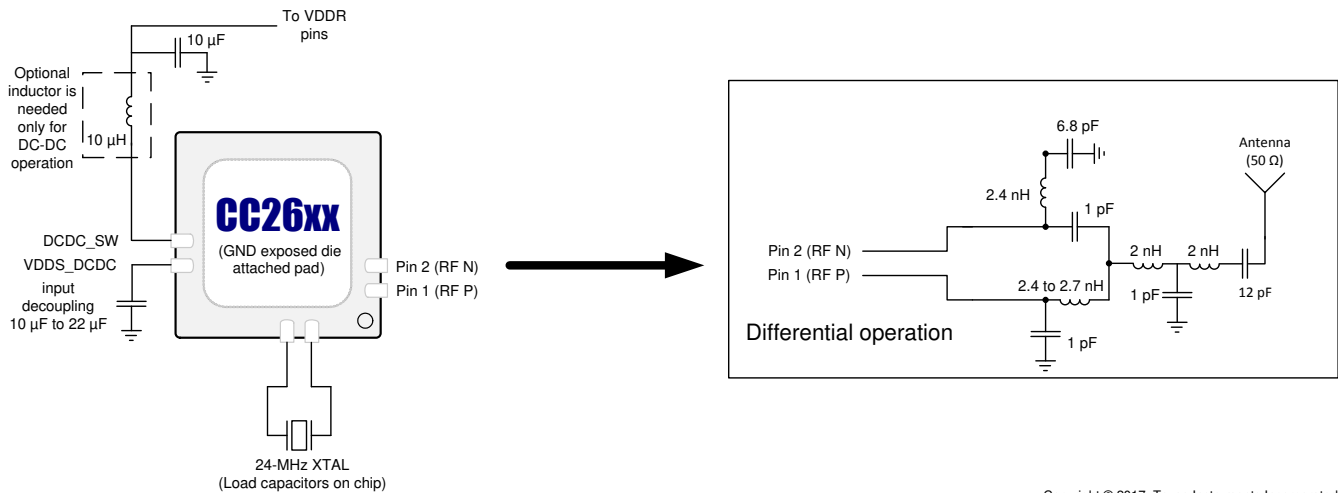 To VDDR
pins
10 µF
Optional
inductor is
needed
only for
DC-DC
operation
10 µH
CC26xx
(GND exposed die
attached pad)
DCDC_SW
VDDS_DCDC
input
decoupling
10 µF to 22 µF
Pin 2 (RF N)
Pin 1 (RF P)
24-MHz XTAL
(Load capacitors on chip)
6.8 pF
Antenna
(50 Ω)
2.4 nH
1 pF
Pin 2 (RF N)
Pin 1 (RF P)
2 nH
2 nH
2.4 to 2.7 nH
1 pF
12 pF
Differential operation
1 pF